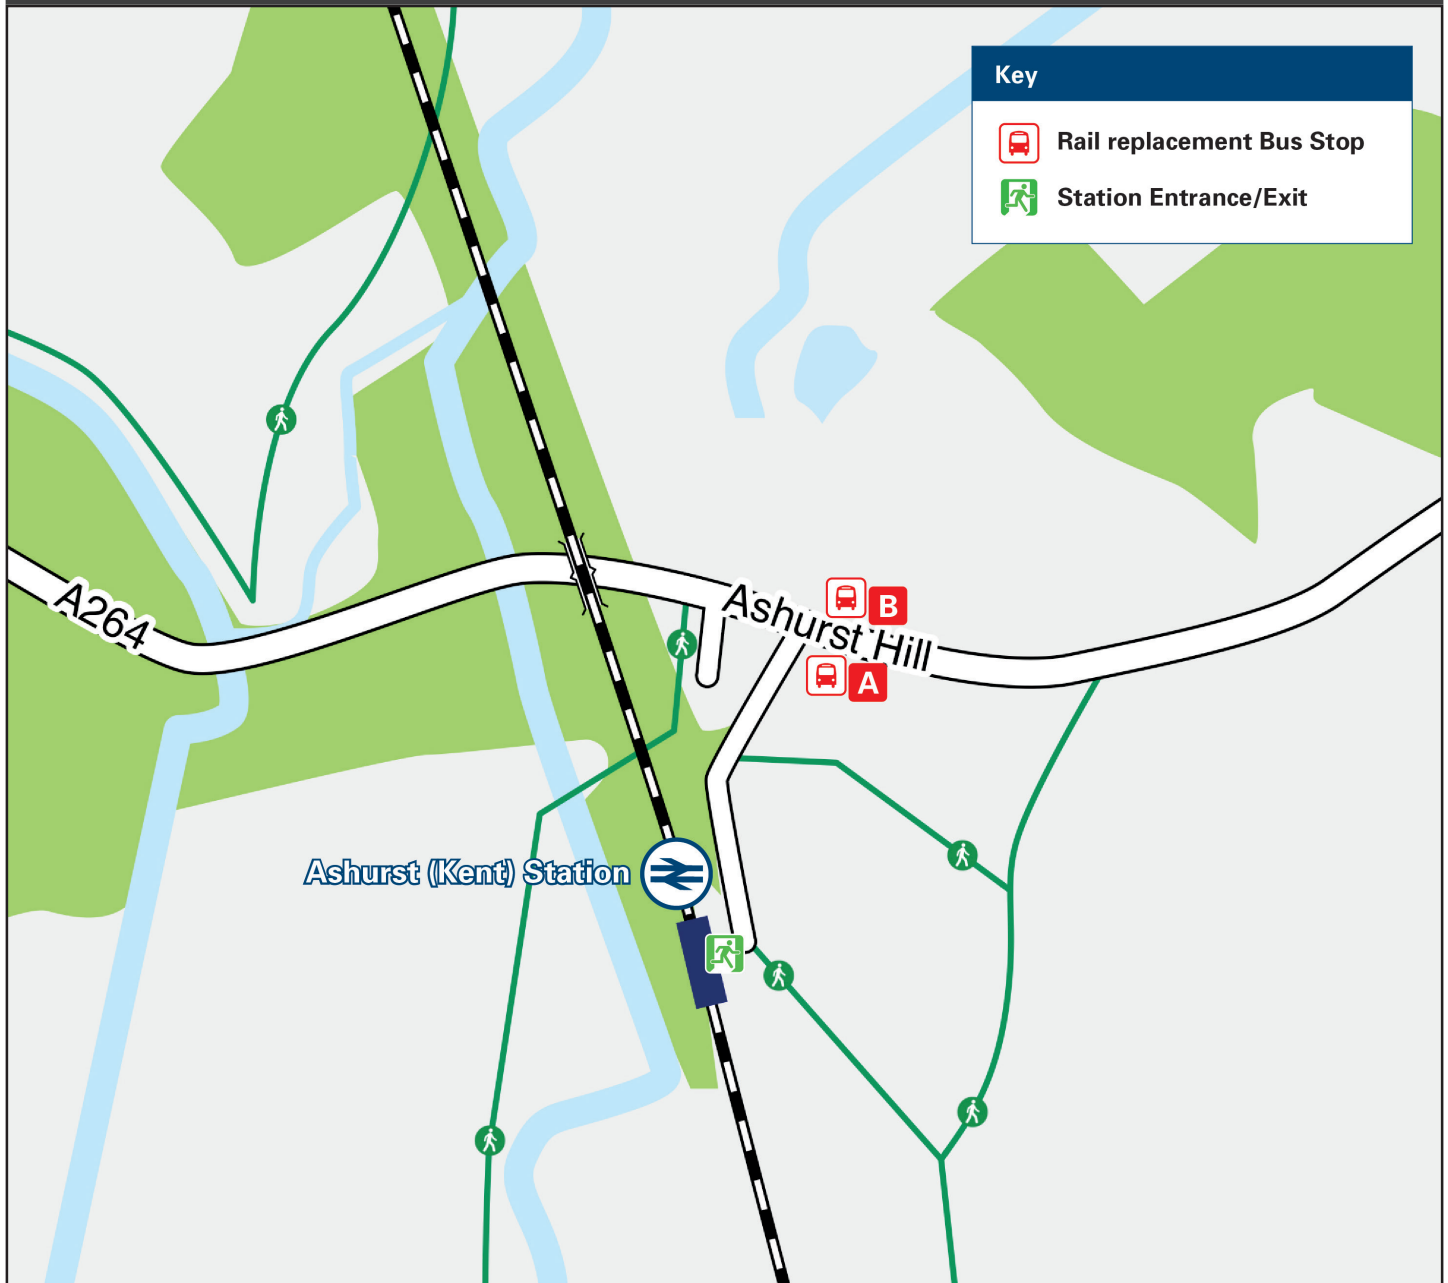 Key
Rail replacement Bus Stop
Station Entrance/Exit
A264
Ashurst Hill
B
A
Ashurst (Kent) Station